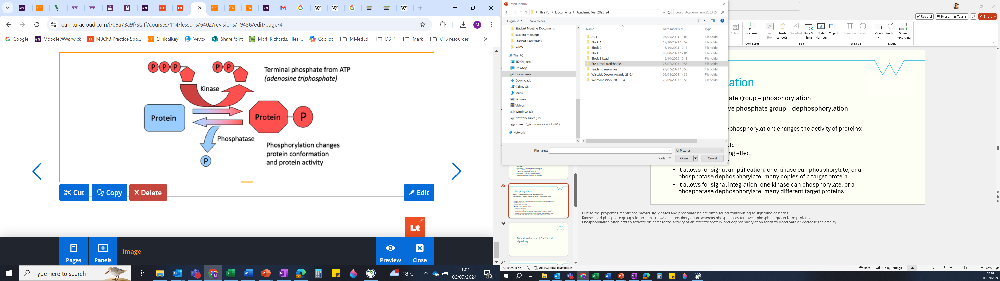 eu1.kuracloud.com/i/06a73a9f/staff/courses/114/lessons/6402/revisions/19456/edit/page/4
M
Google
Moodle@Warwick
MBChB Practice Spa...
ClinicalKey
Vevox
SharePoint
Mark Richards, Files....
Copilot
MMedEd
DST1
Mark
CTB resources
P P P
P P
Terminal phosphate from ATP
(adenosine triphosphate)
Kinase
Protein
Protein
P
Phosphatase
Phosphorylation changes
protein conformation
and protein activity
P
Cut
Copy
Delete
Edit
Lt
Pages
Panels
Image
Preview
Close
Type here to search
18°C
11:01
06/09/2024
13
Insert Picture
This PC > Documents > Academic Year 2023-24
Search Academic Year 2023-24
Organise
New folder
Student Meeting Documents
student meetings
Student Timetables
WMS
This PC
3D Objects
Desktop
Documents
Downloads
Galaxy S8
Music
Pictures
Videos
Windows (C:)
Network Drive (H:)
shared (\\ads.warwick.ac.uk) (M:)
Network
Name Date modified Type
AC1 07/05/2024 11:06 File folder
Block 1 17/10/2023 13:52 File folder
Block 2 16/10/2023 10:18 File folder
Block 3 09/08/2023 17:01 File folder
Block 3 Lead 16/10/2023 10:18 File folder
Pre-arrival workbooks 27/07/2023 10:58 File folder
Teaching resources 27/07/2023 10:58 File folder
Warwick Doctor Awards 23-24 09/08/2024 14:35 File folder
Welcome Week 2023-24 28/09/2023 16:55 File folder
File name:
All Pictures
Tools
Open
Cancel
Record
Present in Teams
Share
Action
Comment
Text Box
Header & Footer
WordArt
Date & Time
Slide Number
Object
Equation
Symbol
Video
Audio
Screen Recording
Comments
Text
Symbols
Media
ation
ate group – phosphorylation
ve phosphate group – dephosphorylation
ephosphorylation) changes the activity of proteins:
ble
ng effect
• It allows for signal amplification: one kinase can phosphorylate, or a
phosphatase dephosphorylate, many copies of a target protein.
• It allows for signal integration: one kinase can phosphorylate, or a
phosphatase dephosphorylate, many different target proteins
25
Phosphorylation
26
Describe the role of Ca2+ in cell
signalling
27
Due to the properties mentioned previously, kinases and phosphatases are often found contributing to signalling cascades.
Kinases add phosphate groups to proteins known as phosphorylation, whereas phosphatases remove a phosphate group form proteins.
Phosphorylation often acts to activate or increase the activity of an effector protein, and dephosphorylation tends to deactivate or decrease the activity.
Slide 25 of 35
Accessibility: Investigate
Notes
Display Settings
83%
11:01
06/09/2024